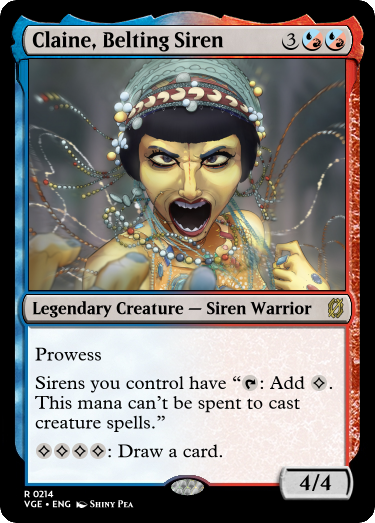 Claine, Belting Siren 3
Legendary Creature — Siren Warrior
Prowess
Sirens you control have “: Add .
This mana can’t be spent to cast
creature spells.”
: Draw a card.
4/4
R 0214
VGE • ENG Shiny Pea